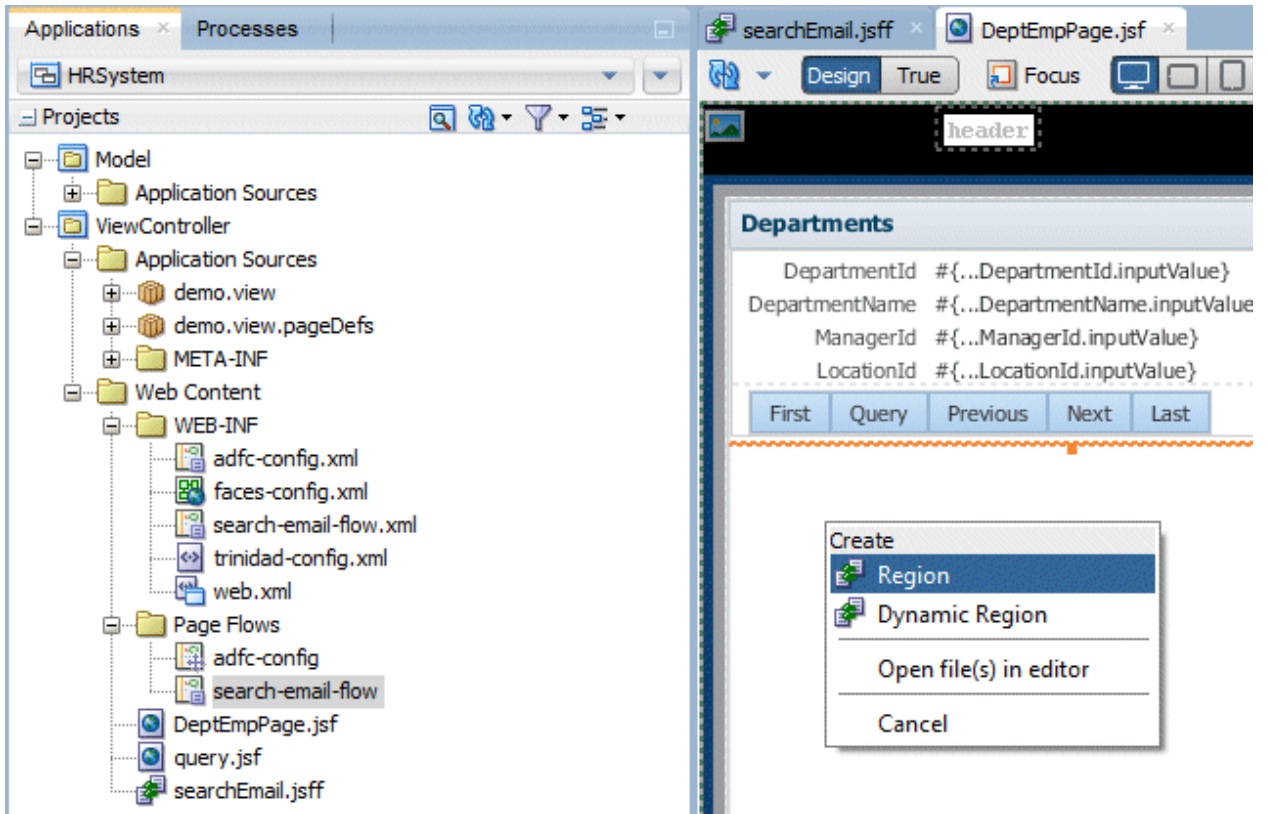 Applications
Processes
HRSystem
Projects
Model
Application Sources
ViewController
Application Sources
demo.view
demo.view.pageDefs
META-INF
Web Content
WEB-INF
adfc-config.xml
faces-config.xml
search-email-flow.xml
trinidad-config.xml
web.xml
Page Flows
adfc-config
search-email-flow
DeptEmpPage.jsf
query.jsf
searchEmail.jsff
searchEmail.jsff
DeptEmpPage.jsf
Design True Focus
header
Departments
DepartmentId #{...DepartmentId.inputValue}
DepartmentName #{...DepartmentName.inputValue
ManagerId #{...ManagerId.inputValue}
LocationId #{...LocationId.inputValue}
First Query Previous Next Last
Create
Region
Dynamic Region
Open file(s) in editor
Cancel